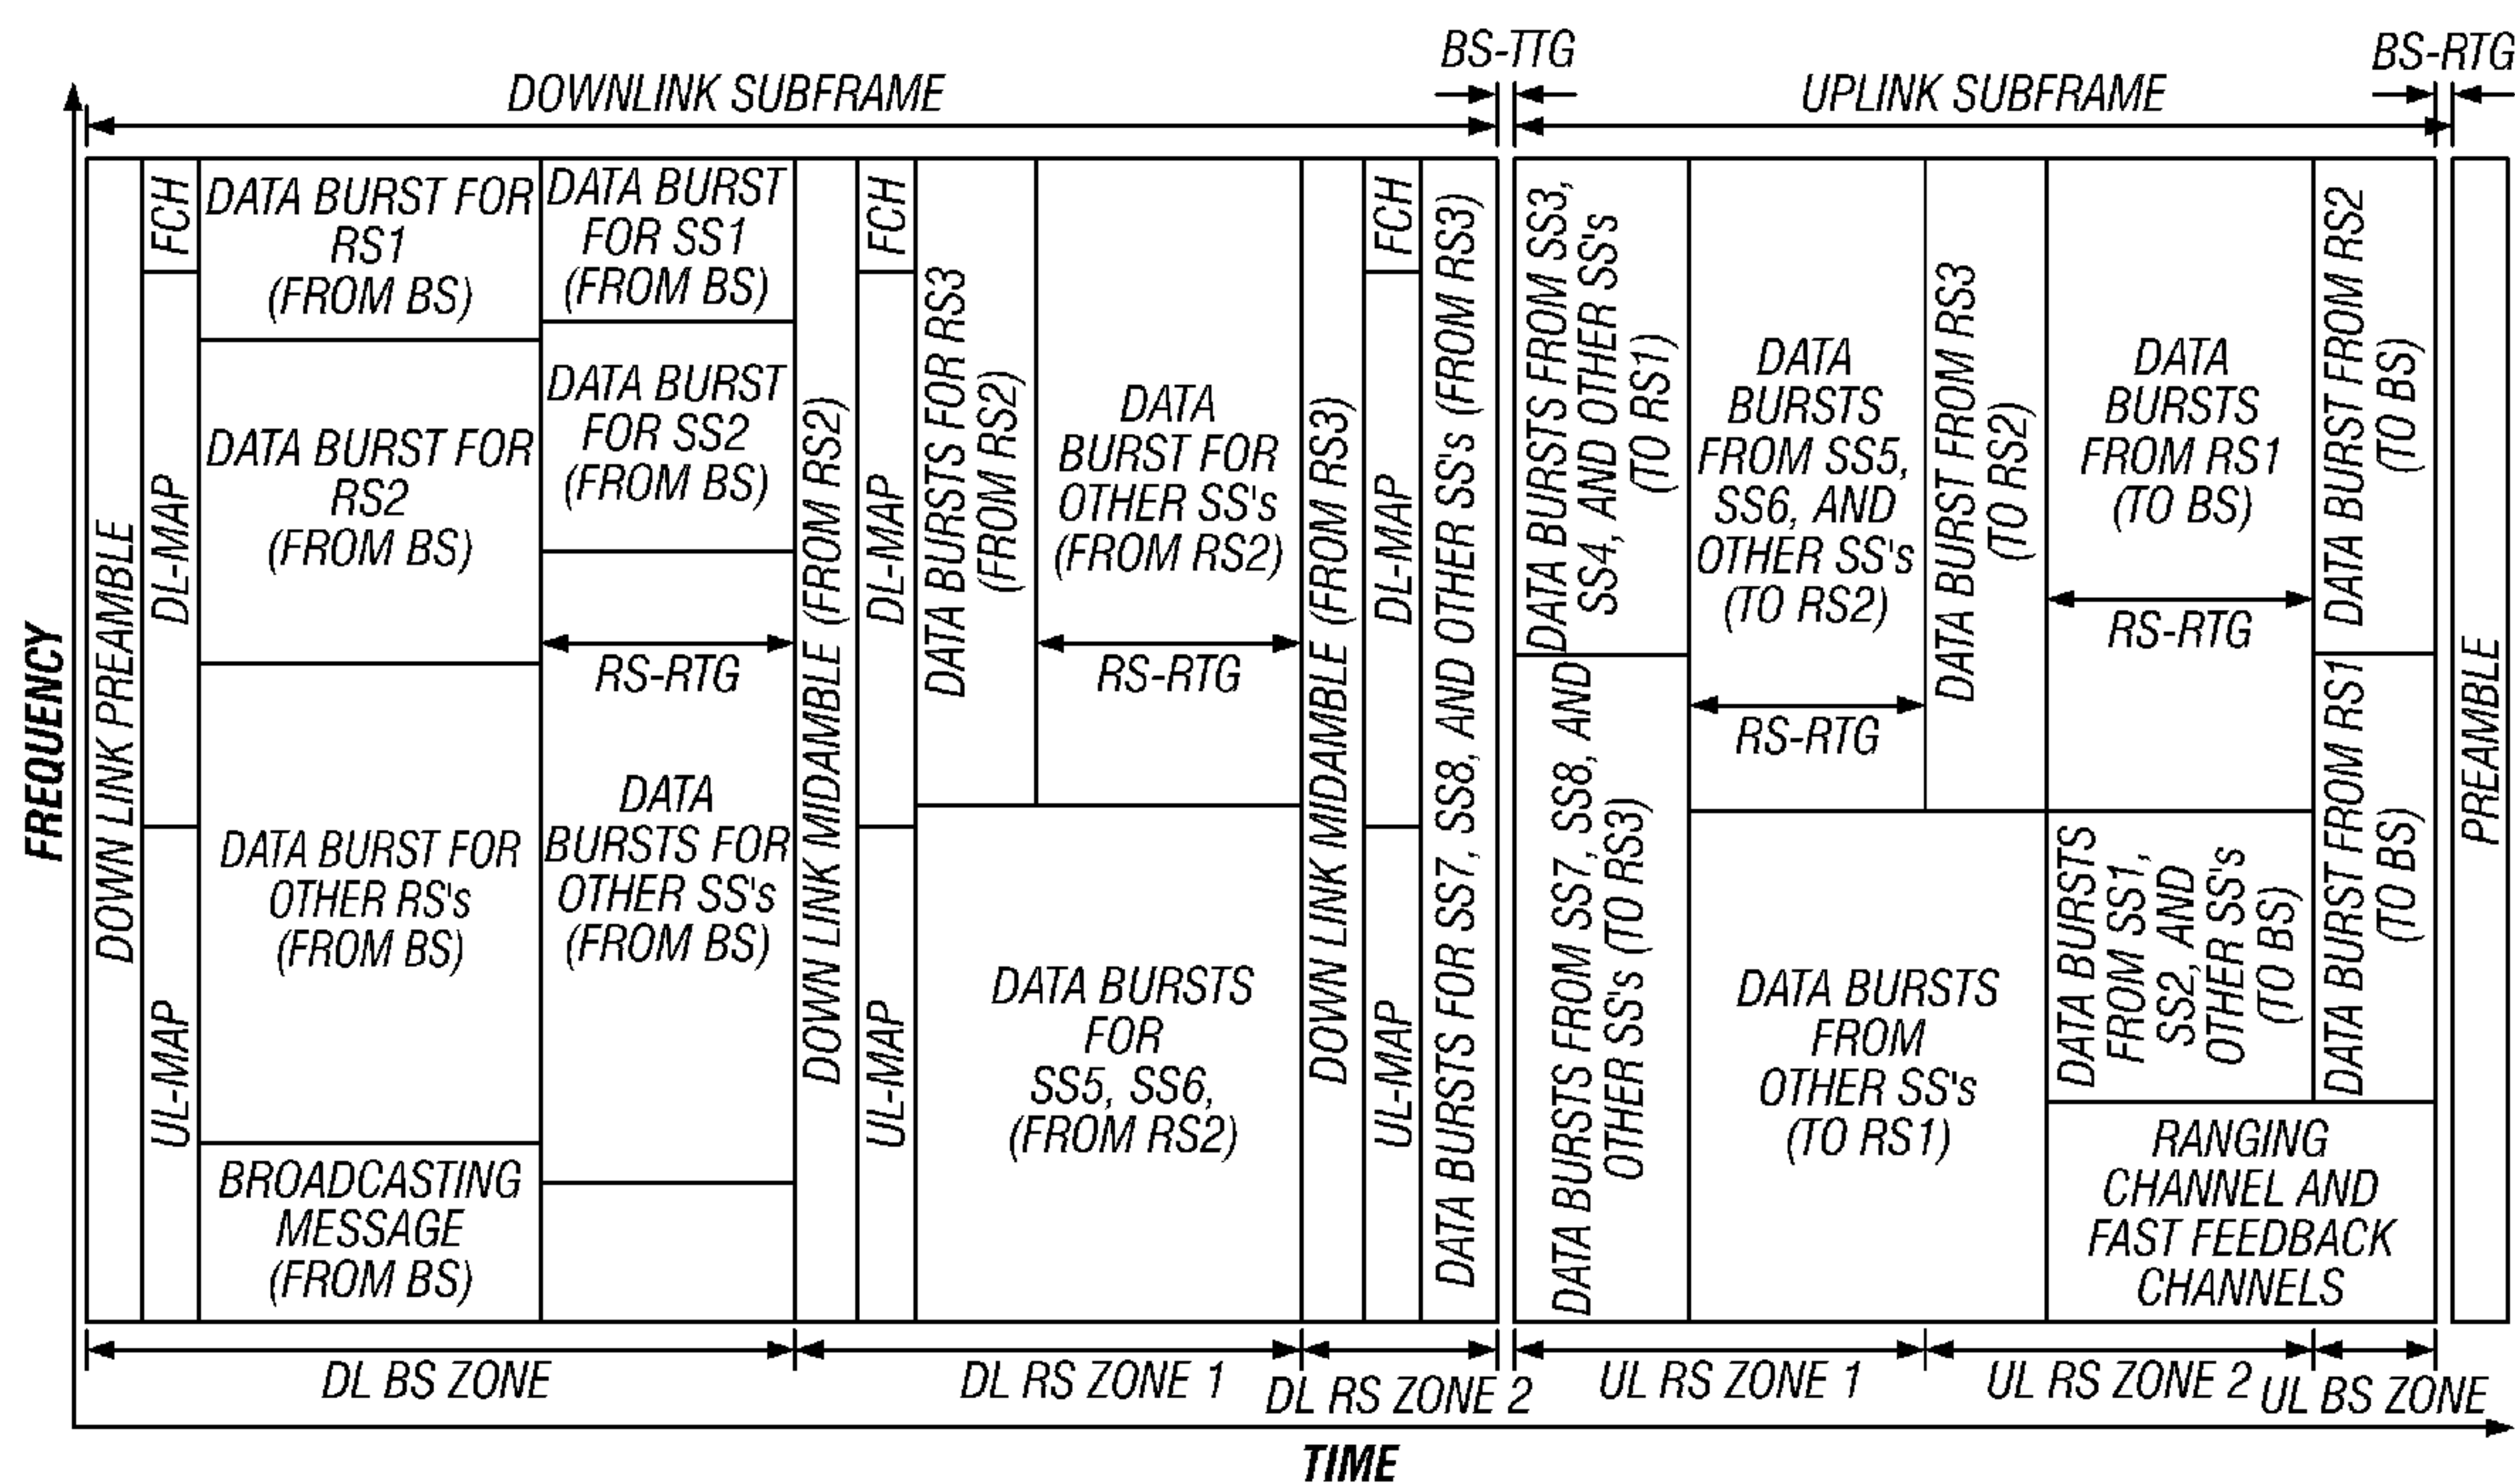 BS-TTG
BS-RTG
DOWNLINK SUBFRAME
UPLINK SUBFRAME
FREQUENCY
DOWN LINK PREAMBLE
FCH
DL-MAP
UL-MAP
DATA BURST FOR
RS1
(FROM BS)
DATA BURST FOR
RS2
(FROM BS)
DATA BURST FOR
OTHER RS's
(FROM BS)
BROADCASTING
MESSAGE
(FROM BS)
DATA BURST
FOR SS1
(FROM BS)
DATA BURST
FOR SS2
(FROM BS)
RS-RTG
DATA
BURSTS FOR
OTHER SS's
(FROM BS)
DOWN LINK MIDAMBLE (FROM RS2)
FCH
DL-MAP
UL-MAP
DATA BURSTS FOR RS3
(FROM RS2)
DATA
BURST FOR
OTHER SS's
(FROM RS2)
RS-RTG
DATA BURSTS
FOR
SS5, SS6,
(FROM RS2)
DOWN LINK MIDAMBLE (FROM RS3)
FCH
DL-MAP
UL-MAP
DATA BURSTS FOR SS7, SS8, AND OTHER SS's (FROM RS3)
DATA BURSTS FROM SS3,
SS4, AND OTHER SS's
(TO RS1)
DATA BURSTS FROM SS7, SS8, AND
OTHER SS's (TO RS3)
DATA
BURSTS
FROM SS5,
SS6, AND
OTHER SS's
(TO RS2)
RS-RTG
DATA BURST FROM RS3
(TO RS2)
DATA BURSTS
FROM
OTHER SS's
(TO RS1)
DATA
BURSTS
FROM RS1
(TO BS)
RS-RTG
DATA BURSTS
FROM SS1,
SS2, AND
OTHER SS's
(TO BS)
DATA BURST FROM RS2
(TO BS)
DATA BURST FROM RS1
(TO BS)
RANGING
CHANNEL AND
FAST FEEDBACK
CHANNELS
PREAMBLE
DL BS ZONE
DL RS ZONE 1
DL RS ZONE 2
UL RS ZONE 1
UL RS ZONE 2
UL BS ZONE
TIME